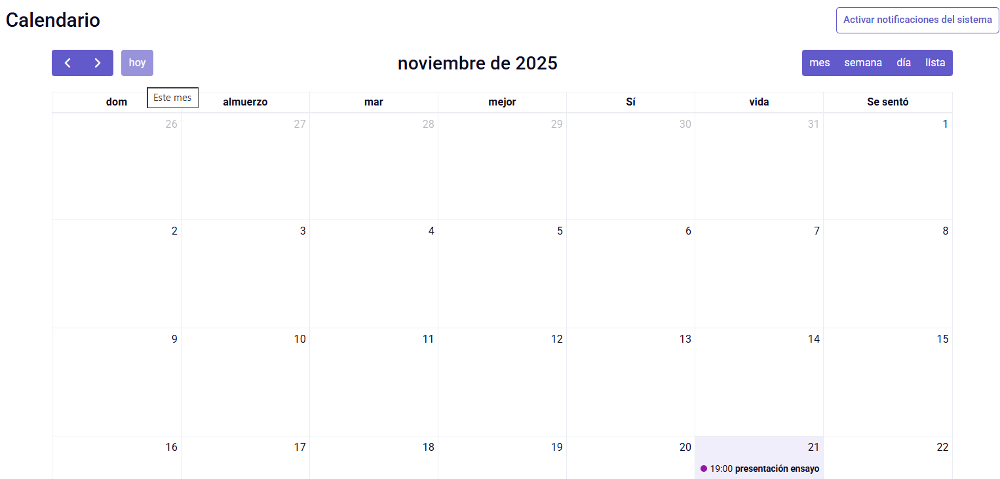 Calendario
Activar notificaciones del sistema
hoy
noviembre de 2025
mes semana día lista
Este mes
dom almuerzo mar mejor Sí vida Se sentó
26 27 28 29 30 31 1
2 3 4 5 6 7 8
9 10 11 12 13 14 15
16 17 18 19 20 21 22
19:00 presentación ensayo